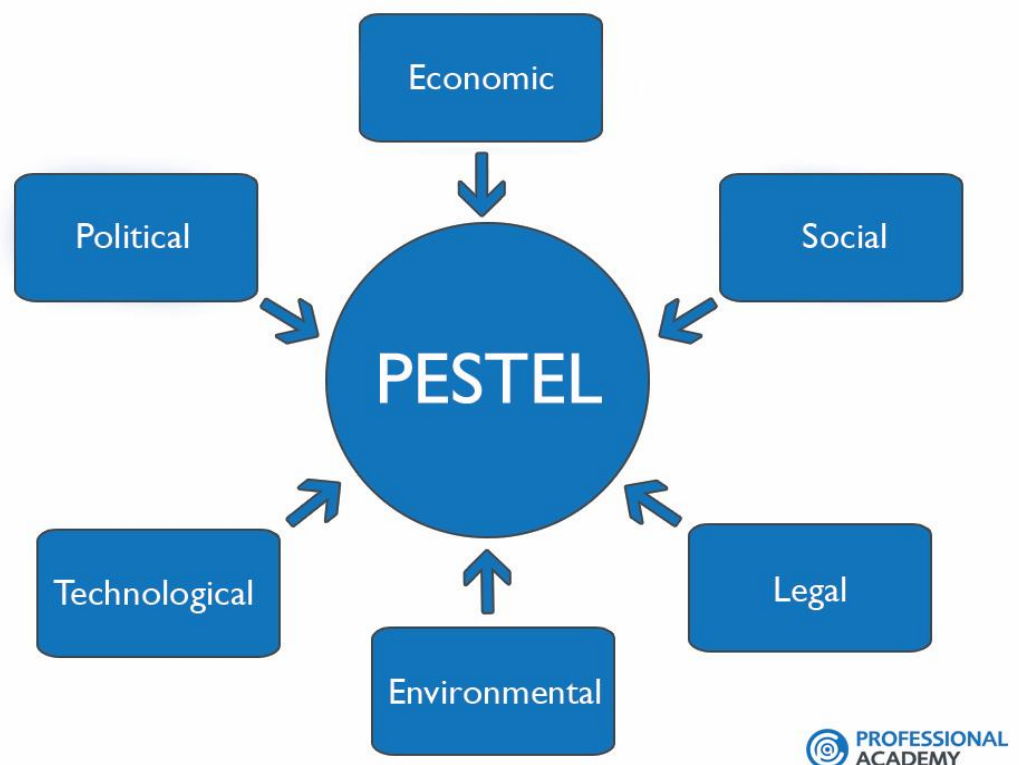 Economic
Political
Social
PESTEL
Technological
Legal
Environmental
PROFESSIONAL
ACADEMY